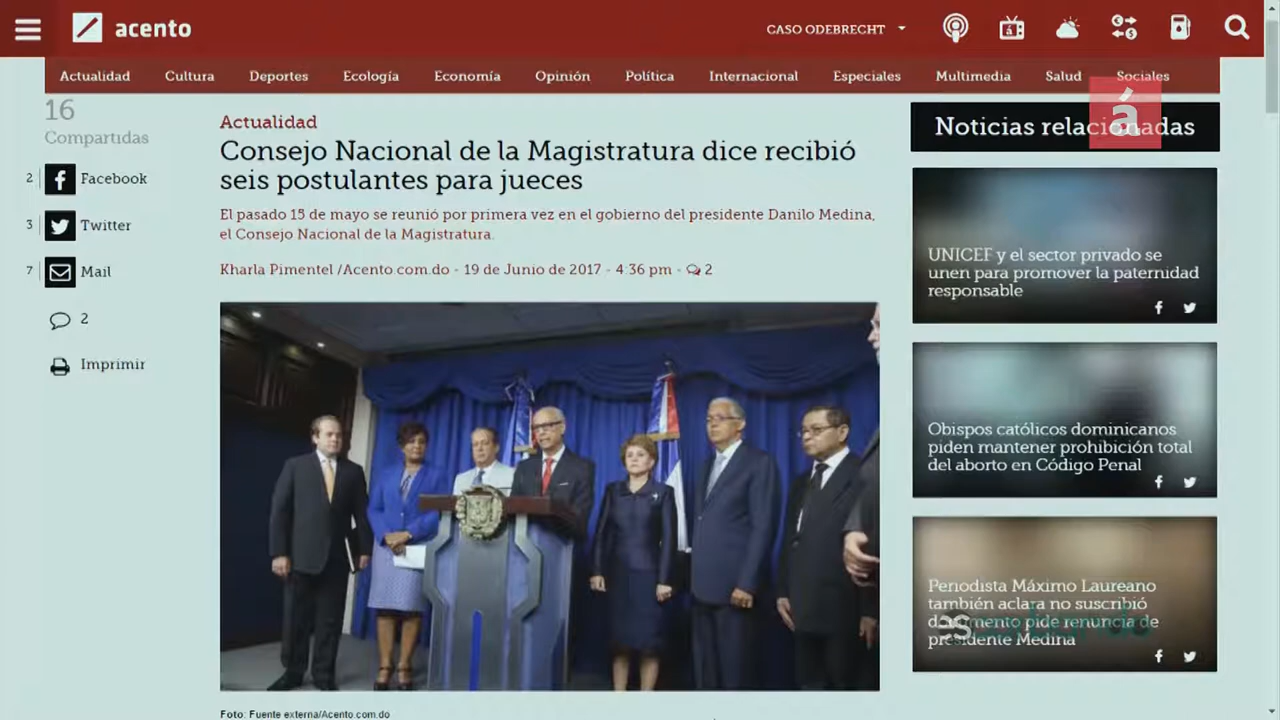 acento
CASO ODEBRECHT
Actualidad Cultura Deportes Ecología Economía Opinión Política Internacional Especiales Multimedia Salud Sociales
16
Compartidas
2 Facebook
3 Twitter
7 Mail
2
Imprimir
Actualidad
Consejo Nacional de la Magistratura dice recibió
seis postulantes para jueces
El pasado 15 de mayo se reunió por primera vez en el gobierno del presidente Danilo Medina,
el Consejo Nacional de la Magistratura.
Kharla Pimentel /Acento.com.do - 19 de Junio de 2017 - 4:36 pm - 2
Foto: Fuente externa/Acento.com.do
Noticias relacionadas
á
UNICEF y el sector privado se
unen para promover la paternidad
responsable
Obispos católicos dominicanos
piden mantener prohibición total
del aborto en Código Penal
Periodista Máximo Laureano
también aclara no suscribió
documento pide renuncia de
presidente Medina